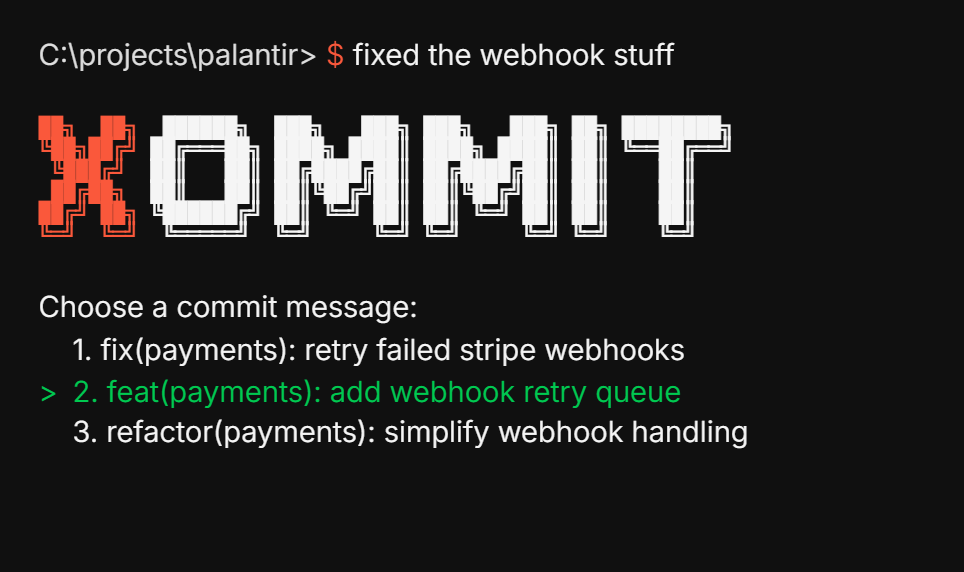 C:\projects\palantir> $ fixed the webhook stuff
XOMMIT
Choose a commit message:
1. fix(payments): retry failed stripe webhooks
> 2. feat(payments): add webhook retry queue
3. refactor(payments): simplify webhook handling